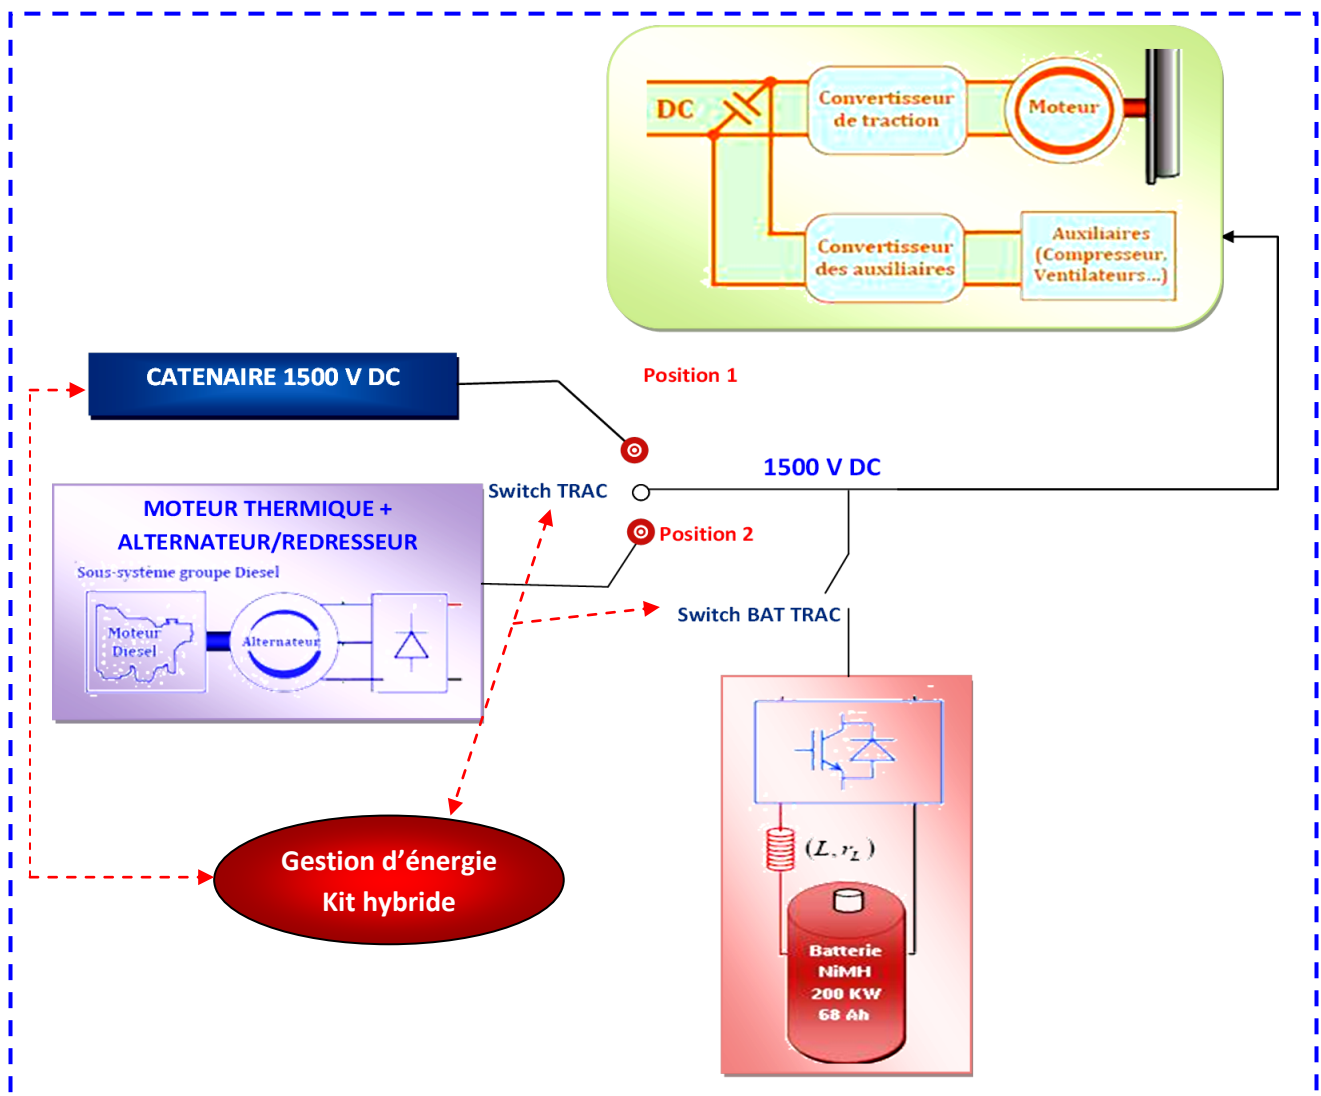 DC
Convertisseur
de traction
Moteur
Convertisseur
des auxiliaires
Auxiliaires
(Compresseur,
Ventilateurs...)
CATENAIRE 1500 V DC
Position 1
1500 V DC
Switch TRAC
Position 2
MOTEUR THERMIQUE +
ALTERNATEUR/REDRESSEUR
Sous-système groupe Diesel
Moteur
Diesel
Alternateur
Switch BAT TRAC
(L, r_L)
Gestion d’énergie
Kit hybride
Batterie
NiMH
200 KW
68 Ah